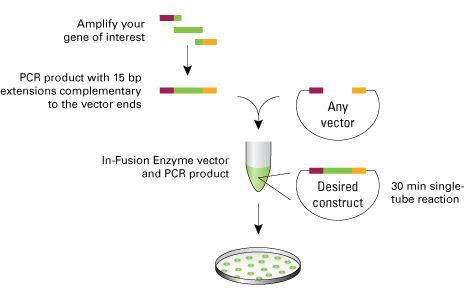 Amplify your
gene of interest
PCR product with 15 bp
extensions complementary
to the vector ends
Any
vector
In-Fusion Enzyme vector
and PCR product
Desired
construct
30 min single-
tube reaction